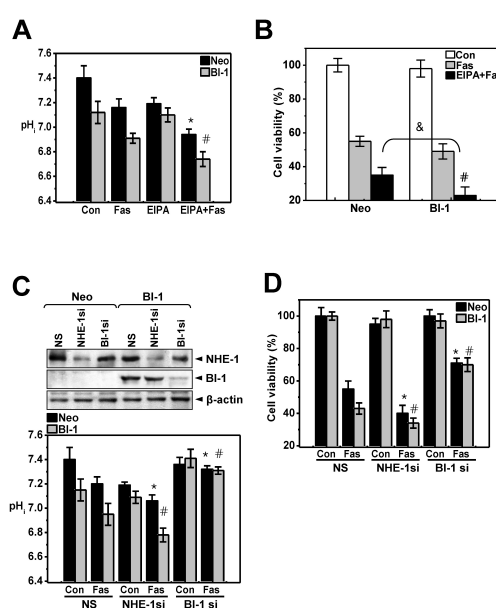 A
Neo
BI-1
7.6
7.4
7.2
7.0
6.8
6.6
6.4
pHi
*
#
Con Fas EIPA EIPA+Fas
B
Con
Fas
EIPA+Fas
100
80
60
40
20
Cell viability (%)
&
#
Neo BI-1
C
Neo BI-1
NS NHE-1si BI-1si NS NHE-1si BI-1si
NHE-1
BI-1
β-actin
Neo
BI-1
7.6
7.4
7.2
7.0
6.8
6.6
6.4
pHi
* #
* #
Con Fas Con Fas Con Fas
NS NHE-1si BI-1 si
D
Neo
BI-1
100
80
60
40
20
Cell viability (%)
* #
* #
Con Fas Con Fas Con Fas
NS NHE-1si BI-1 si